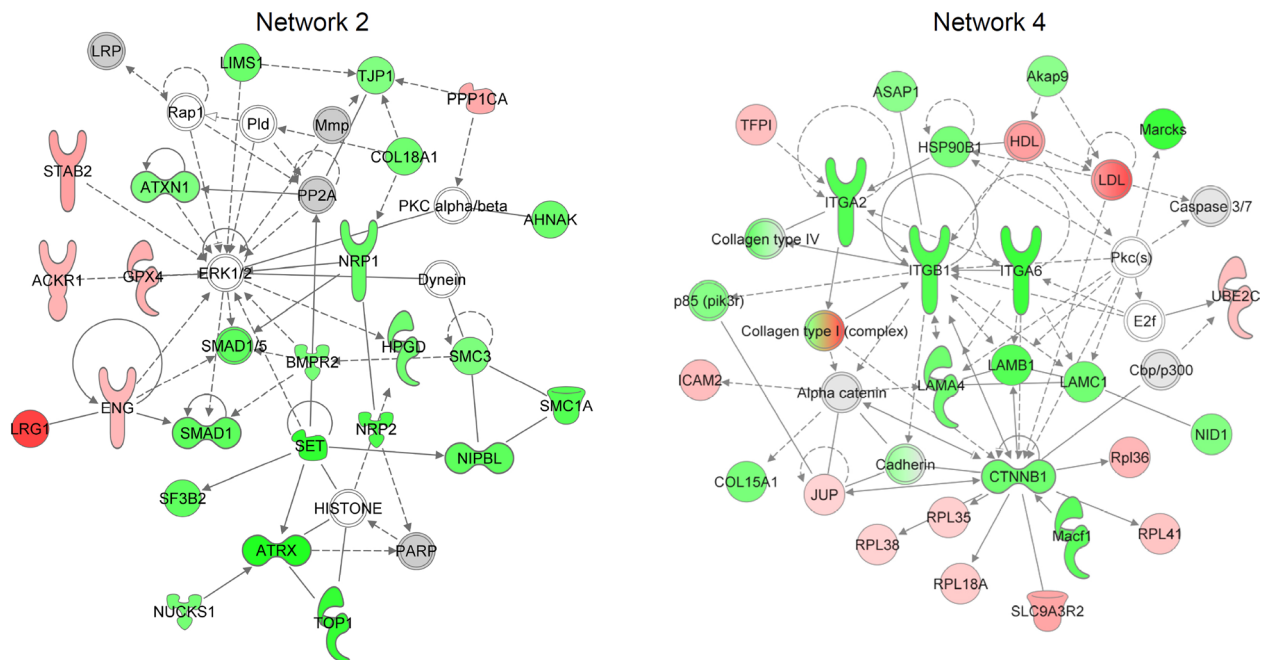 Network 2
LRP
LIMS1
TJP1
PPP1CA
Rap1
Pld
Mmp
COL18A1
STAB2
ATXN1
PP2A
PKC alpha/beta
AHNAK
NRP1
ACKR1
GPX4
ERK1/2
Dynein
SMAD1/5
BMPR2
HPGD
SMC3
ENG
LRG1
SMAD1
SET
NRP2
SMC1A
NIPBL
SF3B2
HISTONE
ATRX
PARP
NUCKS1
TOP1
Network 4
Akap9
ASAP1
TFPI
HSP90B1
HDL
Marcks
LDL
ITGA2
Caspase 3/7
Collagen type IV
ITGB1
ITGA6
Pkc(s)
p85 (pik3r)
UBE2C
Collagen type I (complex)
E2f
ICAM2
Alpha catenin
LAMA4
LAMB1
LAMC1
Cbp/p300
NID1
COL15A1
JUP
Cadherin
CTNNB1
Rpl36
RPL38
RPL35
Macf1
RPL41
RPL18A
SLC9A3R2